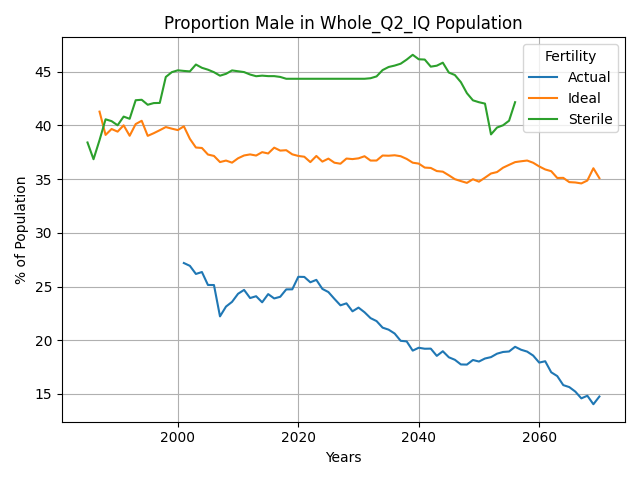 Proportion Male in Whole_Q2_IQ Population
% of Population
45
40
35
30
25
20
15
Fertility
Actual
Ideal
Sterile
2000
2020
2040
2060
Years